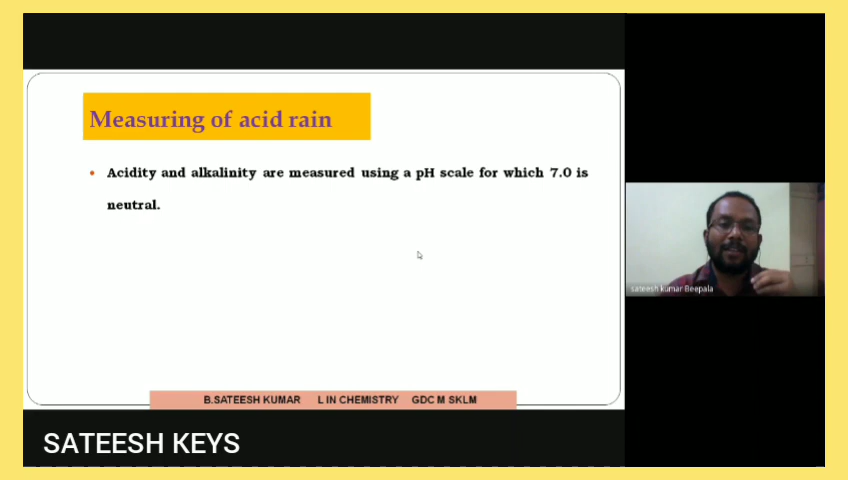 Measuring of acid rain
• Acidity and alkalinity are measured using a pH scale for which 7.0 is
neutral.
sateesh kumar Beepala
B.SATEESH KUMAR L IN CHEMISTRY GDC M SKLM
SATEESH KEYS